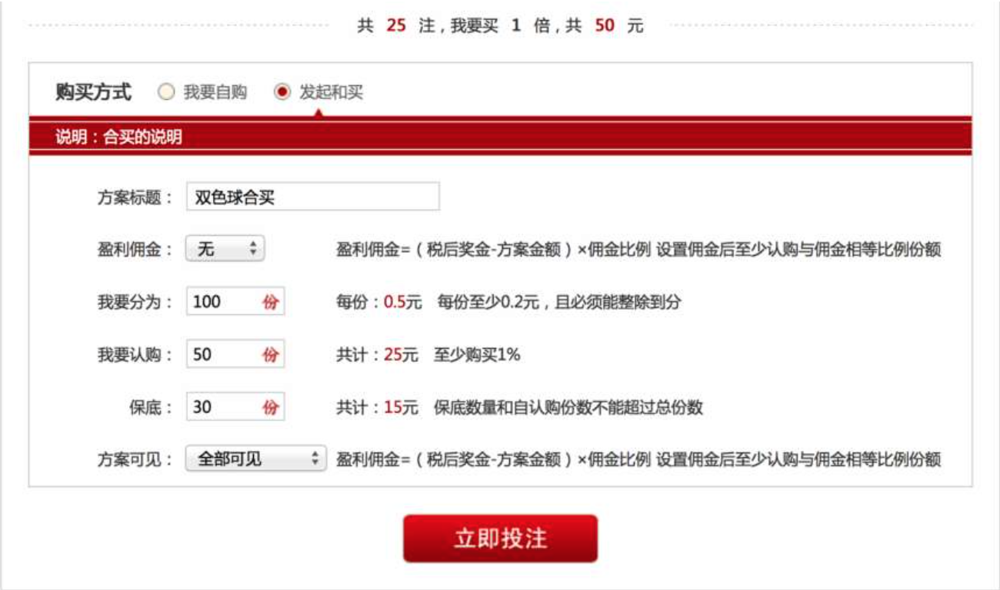 共 25 注，我要买 1 倍，共 50 元
购买方式 我要自购 发起和买
说明：合买的说明
方案标题： 双色球合买
盈利佣金： 无 盈利佣金=（税后奖金-方案金额）×佣金比例 设置佣金后至少认购与佣金相等比例份额
我要分为： 100 份 每份：0.5元 每份至少0.2元，且必须能整除到分
我要认购： 50 份 共计：25元 至少购买1%
保底： 30 份 共计：15元 保底数量和自认购份数不能超过总份数
方案可见： 全部可见 盈利佣金=（税后奖金-方案金额）×佣金比例 设置佣金后至少认购与佣金相等比例份额
立即投注